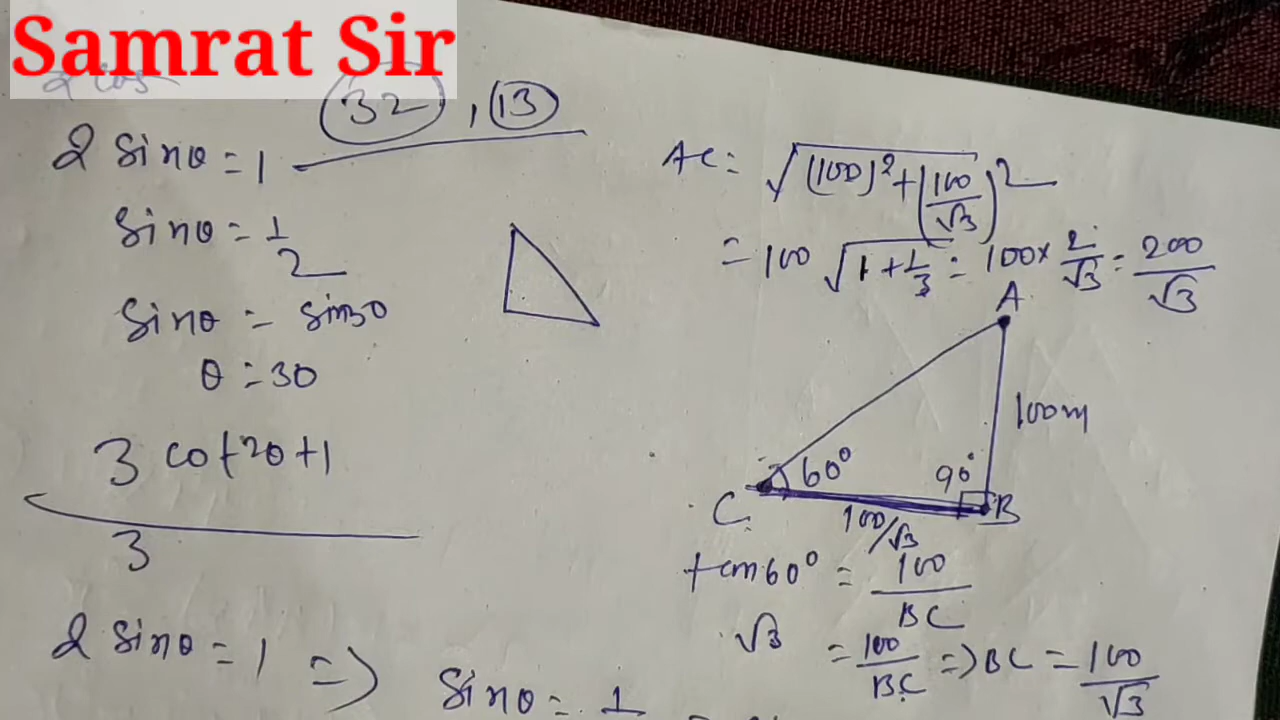 Samrat Sir
2 cos
32 , 13
2 sinθ = 1
sinθ = 1/2
sinθ = sin30
θ = 30
3 cot²θ+1
3
2 sinθ = 1 =>
sinθ = 1
AC = √(100)²+(100/√3)²
= 100 √1+1/3 = 100 × 2/√3 = 200/√3
A
100m
60° 90°
C B
100/√3
tan60° = 100/BC
√3 = 100/BC => BC = 100/√3